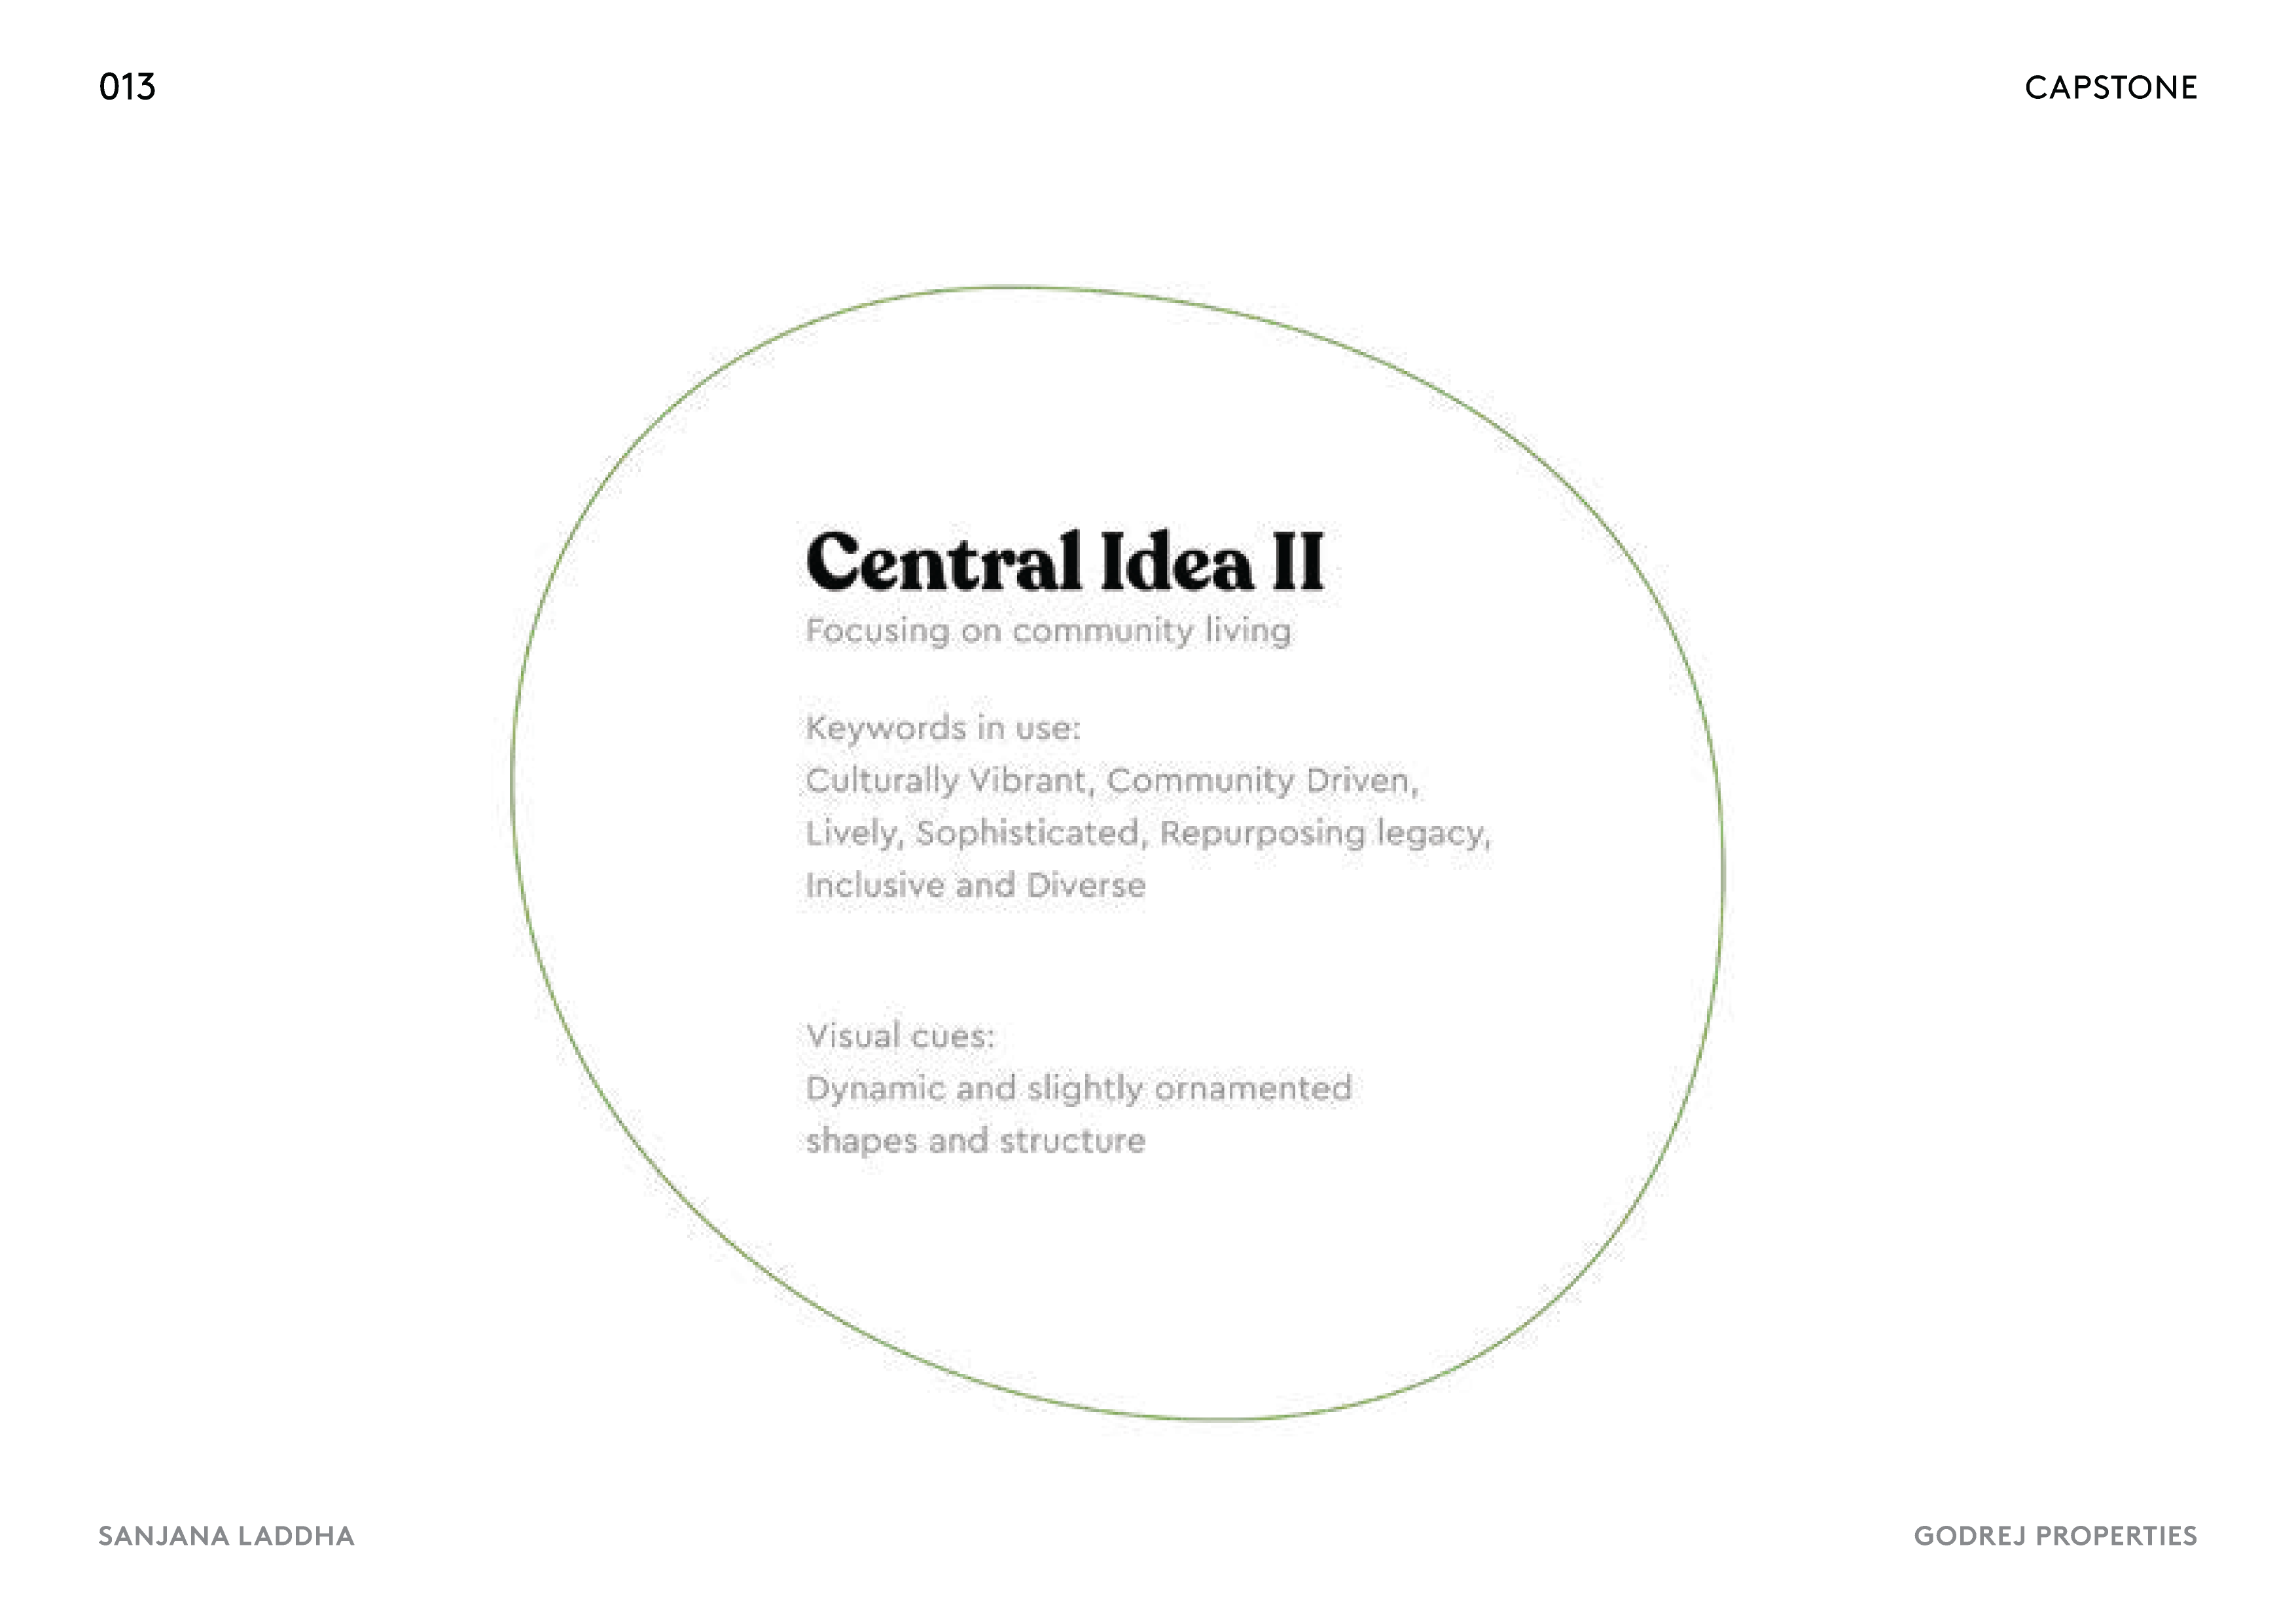 013
CAPSTONE
Central Idea II
Focusing on community living
Keywords in use:
Culturally Vibrant, Community Driven,
Lively, Sophisticated, Repurposing legacy,
Inclusive and Diverse
Visual cues:
Dynamic and slightly ornamented
shapes and structure
SANJANA LADDHA
GODREJ PROPERTIES